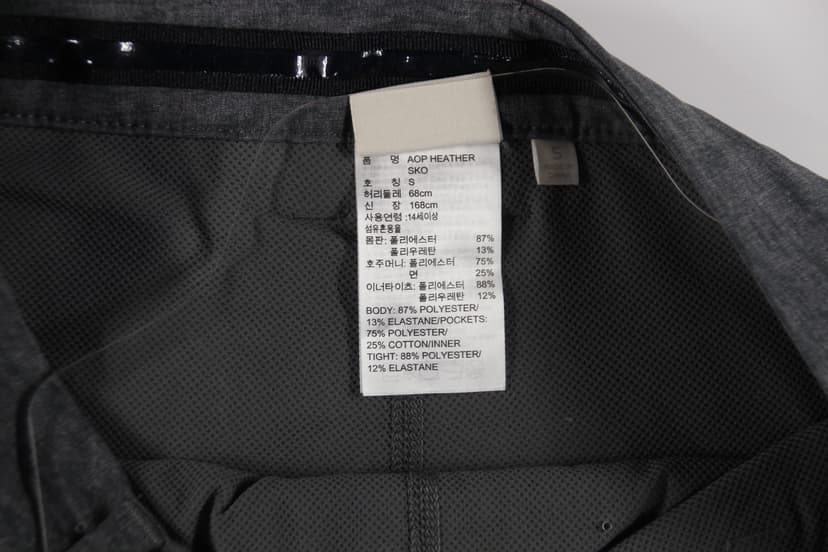 품 명 AOP HEATHER
SKO
호 칭 S
허리둘레 68cm
신 장 168cm
사용연령 :14세이상
섬유혼용율
몸판: 폴리에스터 87%
폴리우레탄 13%
호주머니: 폴리에스터 75%
면 25%
이너타이츠: 폴리에스터 88%
폴리우레탄 12%
BODY: 87% POLYESTER/
13% ELASTANE/POCKETS:
75% POLYESTER/
25% COTTON/INNER
TIGHT: 88% POLYESTER/
12% ELASTANE
S